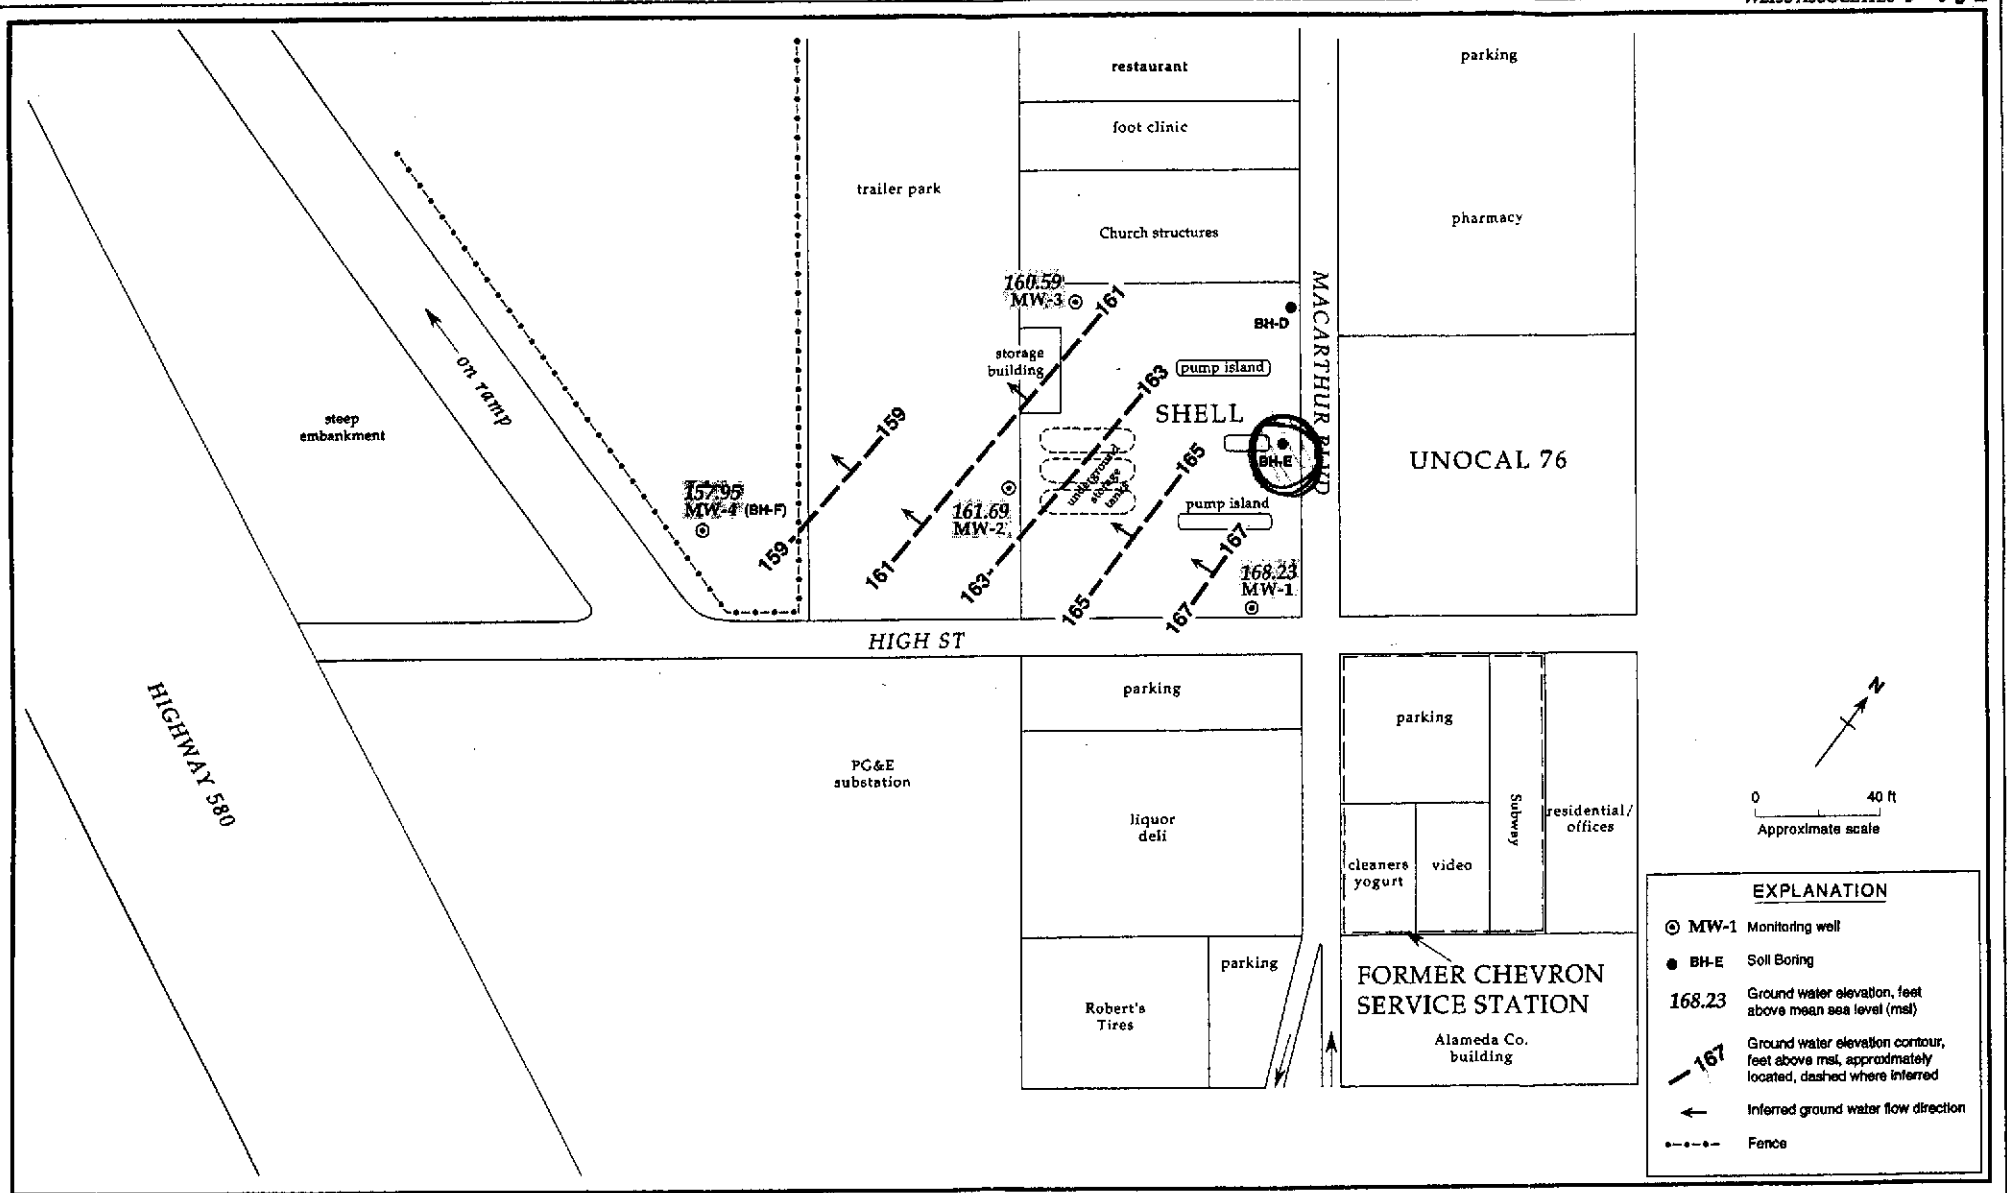 restaurant
parking
foot clinic
trailer park
Church structures
pharmacy
160.59
MW-3
161
BH-D
MACARTHUR BLVD
storage
building
pump island
163
SHELL
on ramp
steep
embankment
159
165
BH-E
UNOCAL 76
underground
storage
tanks
157.95
MW-4 (BH-F)
161.69
MW-2
pump island
159
161
163
167
168.23
MW-1
165
167
HIGH ST
HIGHWAY 580
parking
parking
N
PG&E
substation
liquor
deli
Subway
residential/
offices
0 40 ft
Approximate scale
cleaners
yogurt
video
parking
Robert's
Tires
FORMER CHEVRON
SERVICE STATION
Alameda Co.
building
EXPLANATION
MW-1 Monitoring well
BH-E Soil Boring
168.23 Ground water elevation, feet
above mean sea level (msl)
167 Ground water elevation contour,
feet above msl, approximately
located, dashed where inferred
Inferred ground water flow direction
Fence